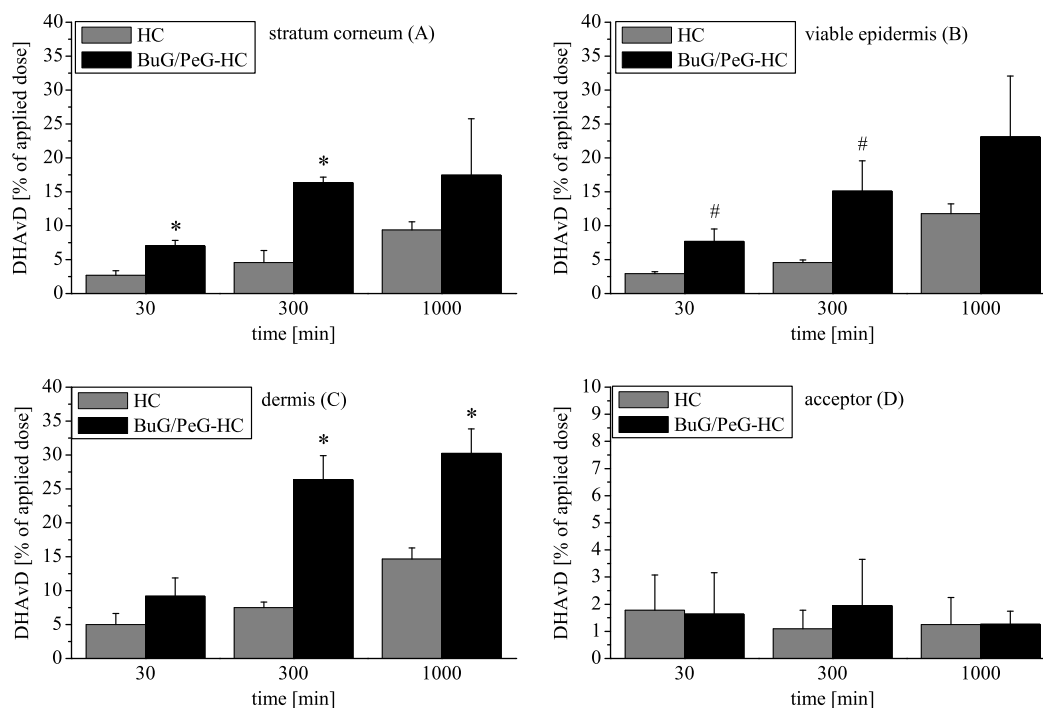 HC
BuG/PeG-HC
stratum corneum (A)
DHAvD [% of applied dose]
40
35
30
25
20
15
10
5
0
*
*
30
300
1000
time [min]
HC
BuG/PeG-HC
viable epidermis (B)
DHAvD [% of applied dose]
40
35
30
25
20
15
10
5
0
#
#
30
300
1000
time [min]
HC
BuG/PeG-HC
dermis (C)
DHAvD [% of applied dose]
40
35
30
25
20
15
10
5
0
*
*
30
300
1000
time [min]
HC
BuG/PeG-HC
acceptor (D)
DHAvD [% of applied dose]
10
9
8
7
6
5
4
3
2
1
0
30
300
1000
time [min]